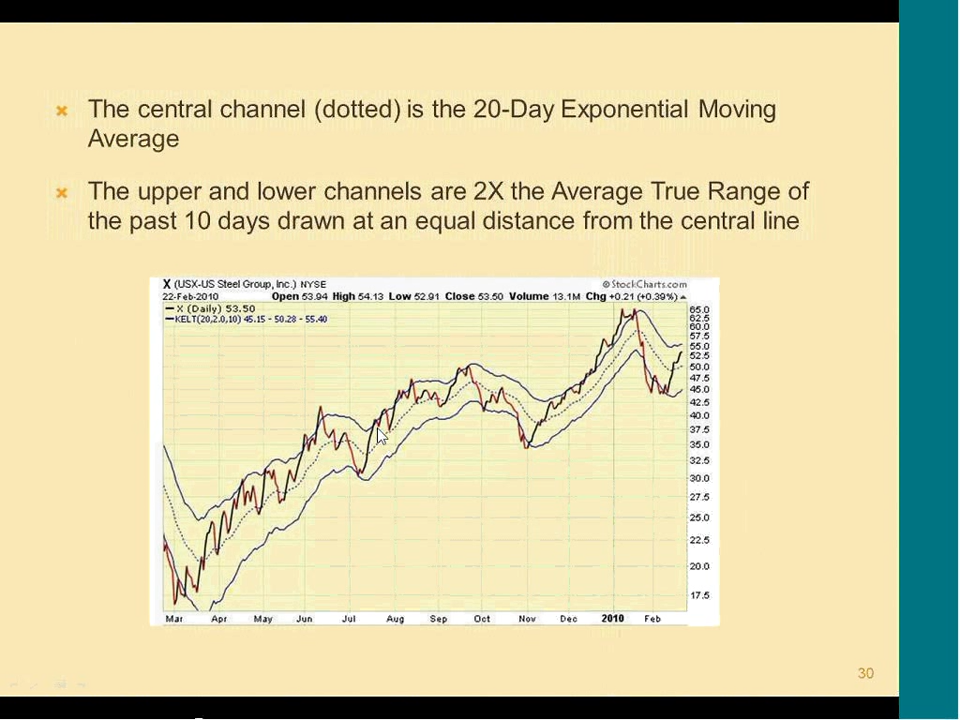 The central channel (dotted) is the 20-Day Exponential Moving
Average
The upper and lower channels are 2X the Average True Range of
the past 10 days drawn at an equal distance from the central line
X (USX-US Steel Group, Inc.) NYSE
©StockCharts.com
22-Feb-2010 Open 53.94 High 54.13 Low 52.91 Close 53.50 Volume 13.1M Chg +0.21 (+0.39%)
X (Daily) 53.50
KELT(20,2.0,10) 45.15 - 50.28 - 55.40
65.0
62.5
60.0
57.5
55.0
52.5
50.0
47.5
45.0
42.5
40.0
37.5
35.0
32.5
30.0
27.5
25.0
22.5
20.0
17.5
Mar Apr May Jun Jul Aug Sep Oct Nov Dec 2010 Feb
30